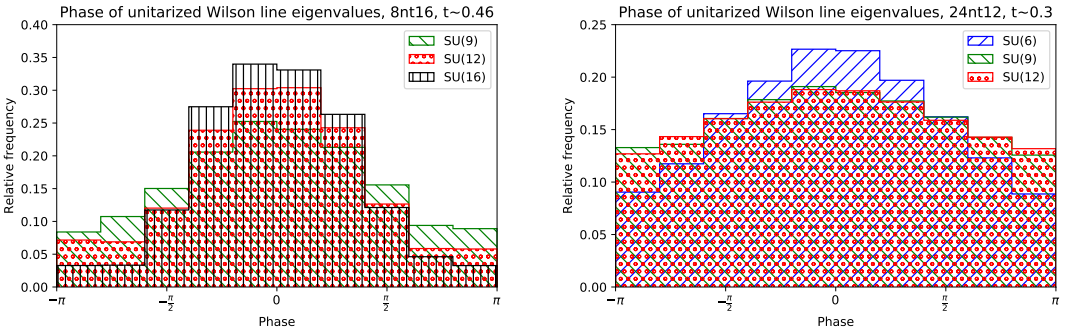 Phase of unitarized Wilson line eigenvalues, 8nt16, t~0.46
0.40
0.35
0.30
0.25
0.20
0.15
0.10
0.05
0.00
Relative frequency
SU(9)
SU(12)
SU(16)
−π
−π/2
0
π/2
π
Phase
Phase of unitarized Wilson line eigenvalues, 24nt12, t~0.3
0.25
0.20
0.15
0.10
0.05
0.00
Relative frequency
SU(6)
SU(9)
SU(12)
−π
−π/2
0
π/2
π
Phase